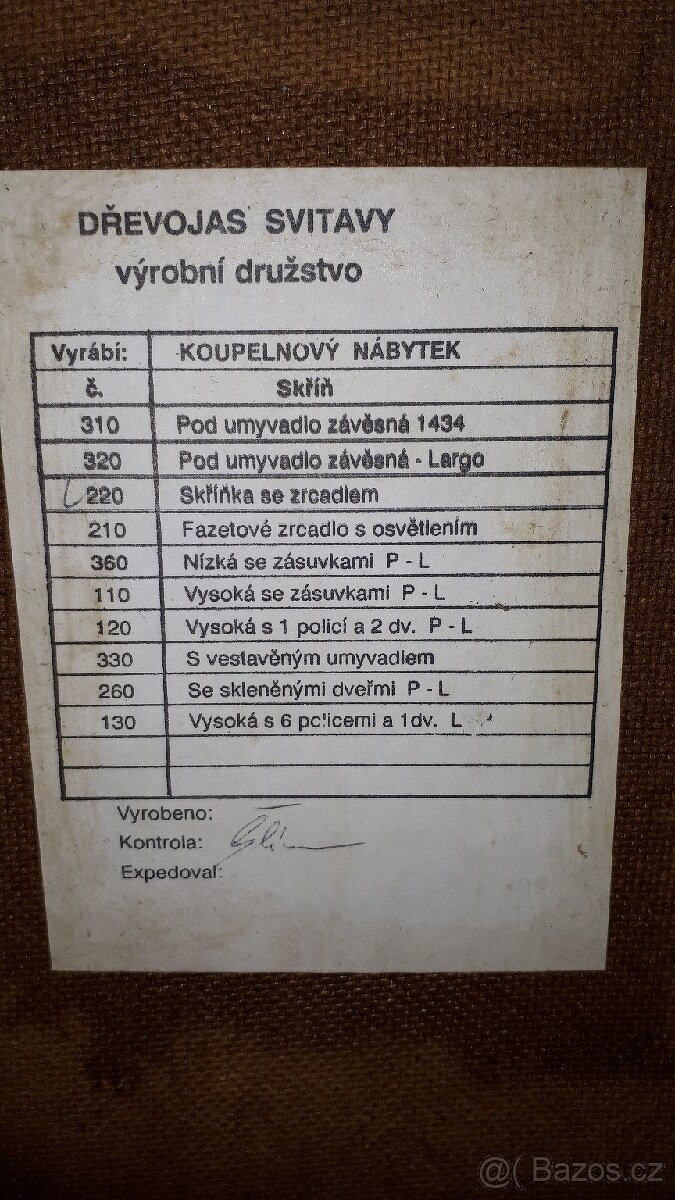 DŘEVOJAS SVITAVY
výrobní družstvo
Vyrábí: KOUPELNOVÝ NÁBYTEK
č. Skříň
310 Pod umyvadlo závěsná 1434
320 Pod umyvadlo závěsná - Largo
220 Skříňka se zrcadlem
210 Fazetové zrcadlo s osvětlením
360 Nízká se zásuvkami P - L
110 Vysoká se zásuvkami P - L
120 Vysoká s 1 policí a 2 dv. P - L
330 S vestavěným umyvadlem
260 Se skleněnými dveřmi P - L
130 Vysoká s 6 policemi a 1dv. L
Vyrobeno:
Kontrola:
Expedoval:
@( Bazos.cz